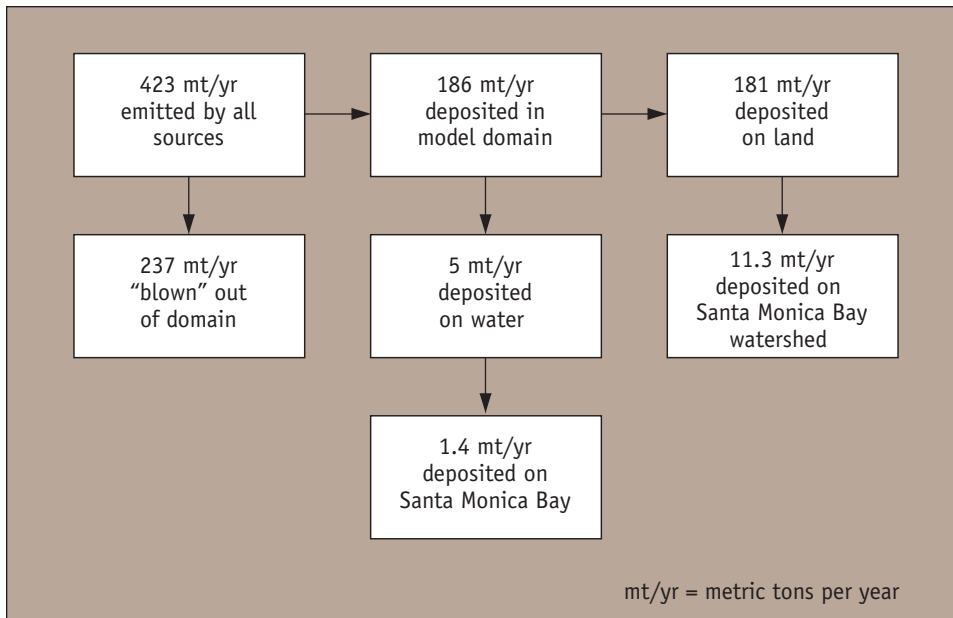 423 mt/yr
emitted by all
sources
186 mt/yr
deposited in
model domain
181 mt/yr
deposited
on land
237 mt/yr
“blown” out
of domain
5 mt/yr
deposited
on water
11.3 mt/yr
deposited on
Santa Monica Bay
watershed
1.4 mt/yr
deposited on
Santa Monica Bay
mt/yr = metric tons per year